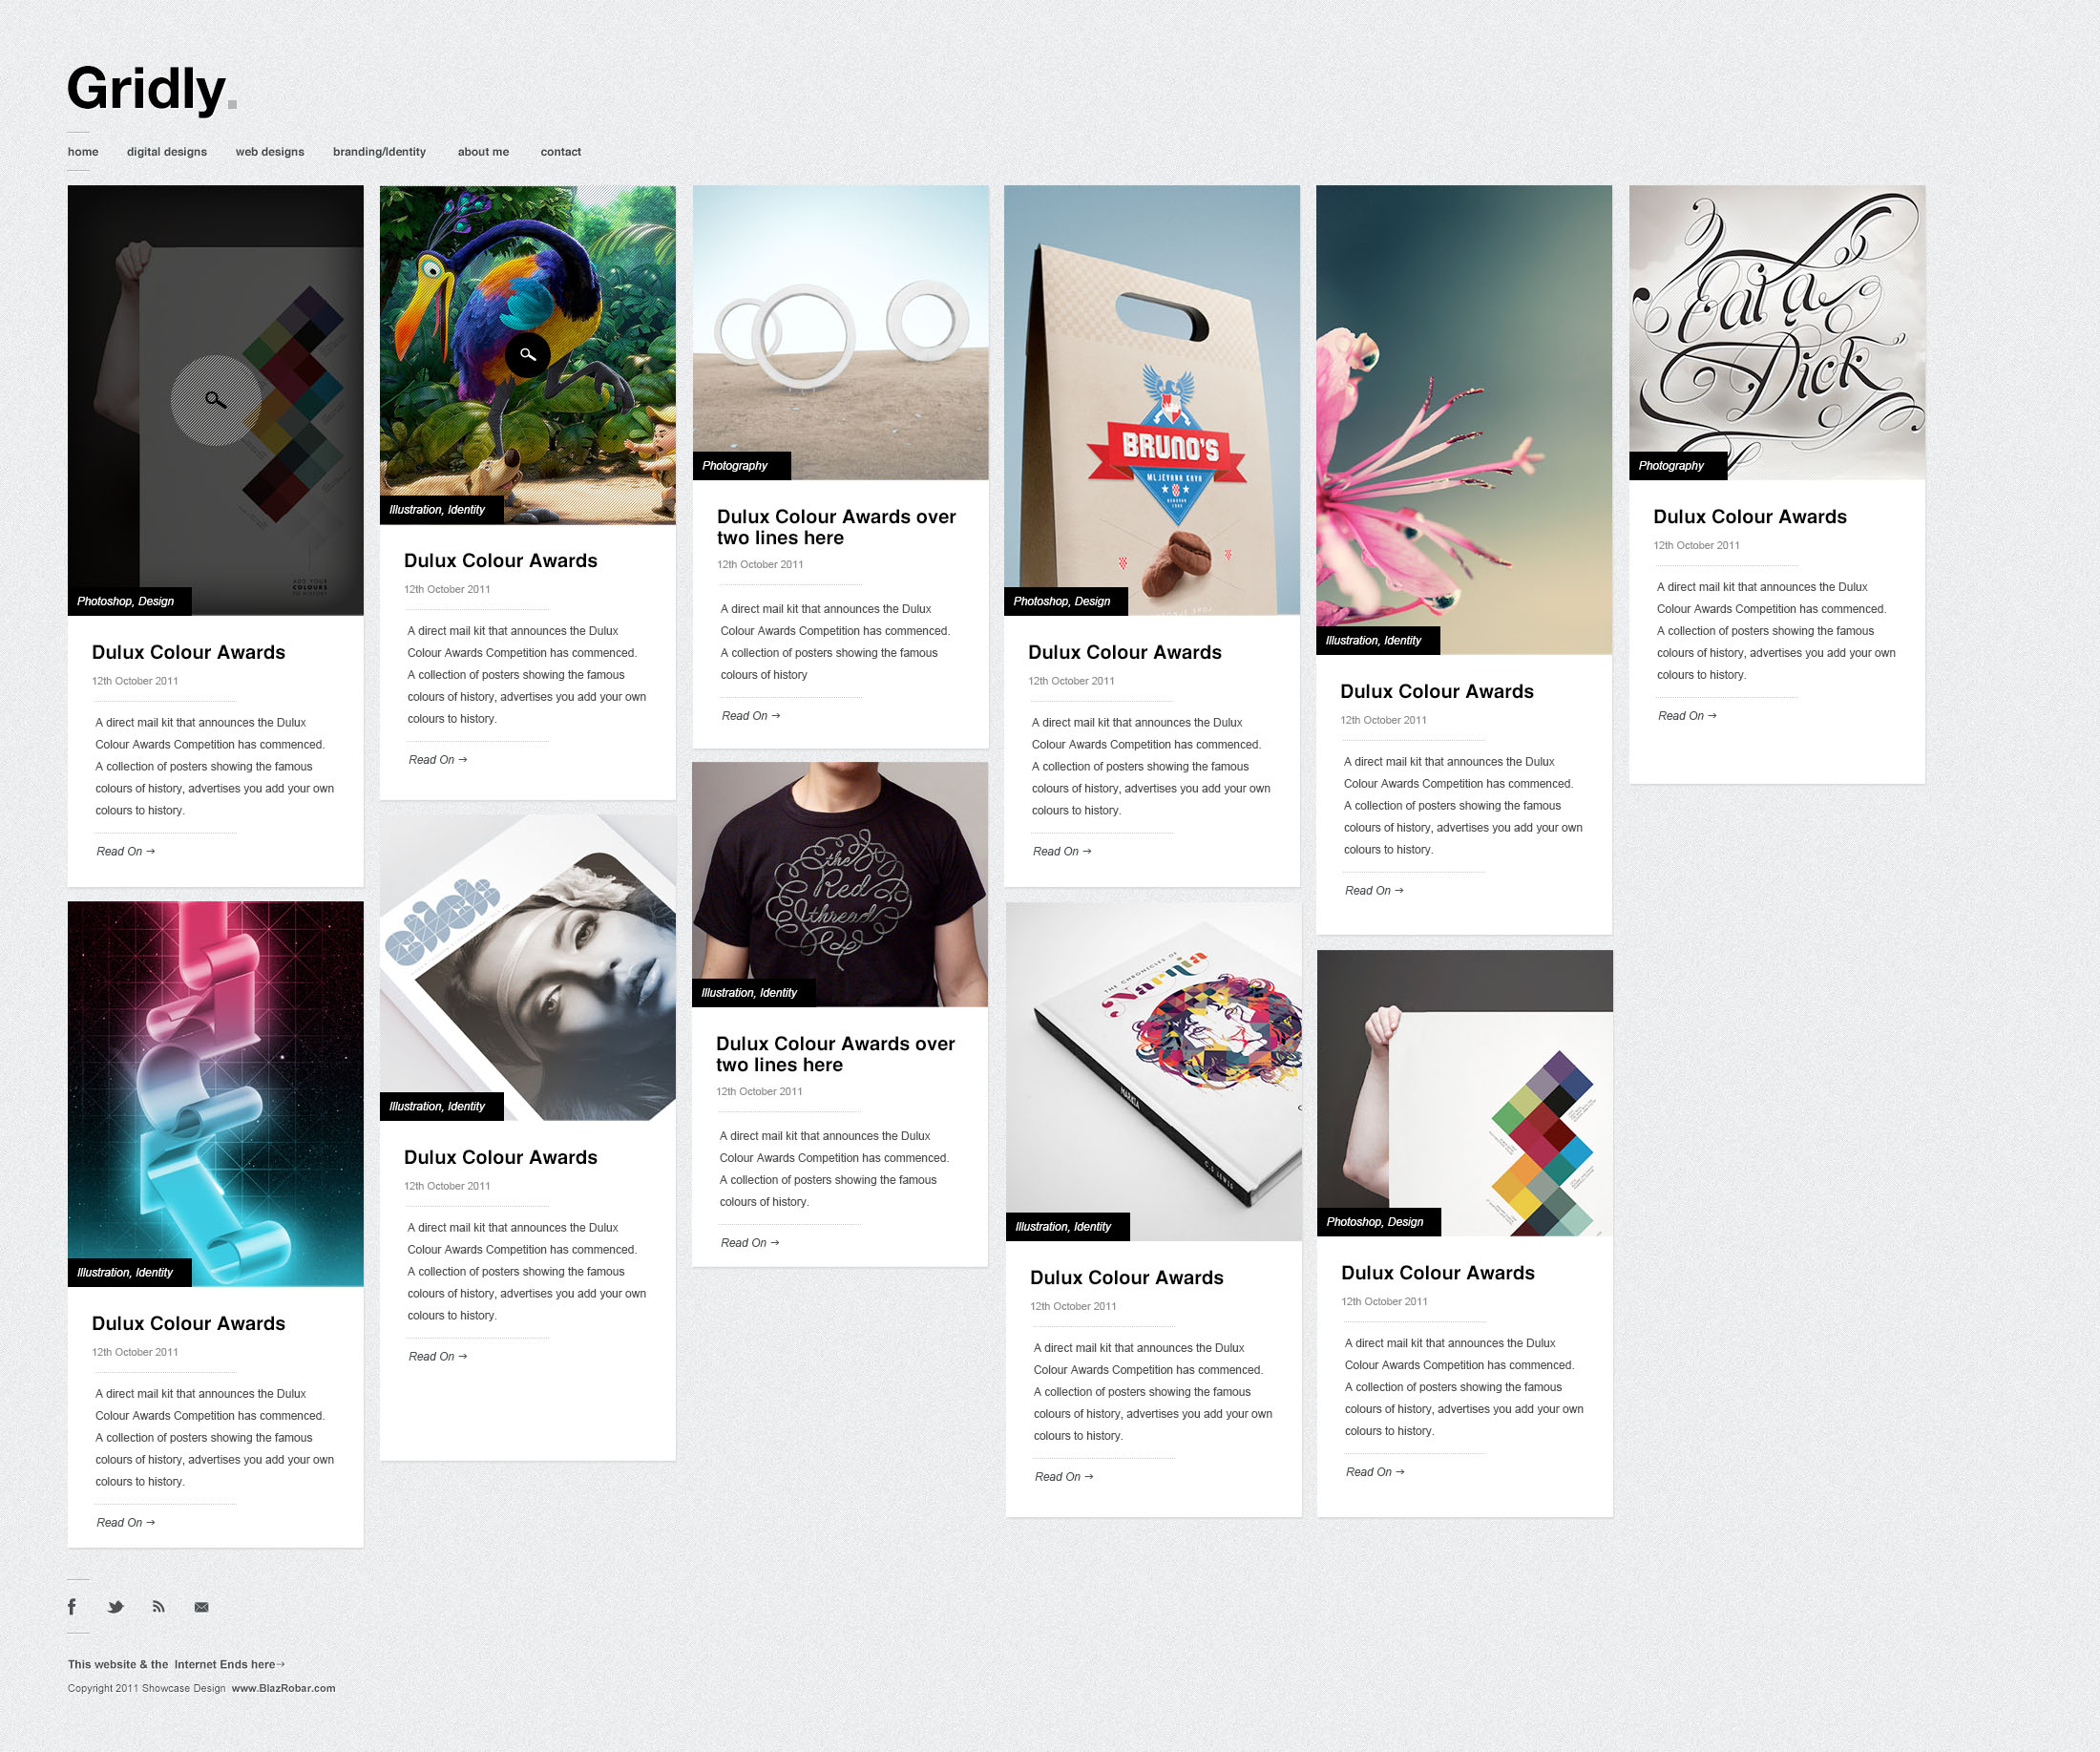 Gridly.
home digital designs web designs branding/Identity about me contact
ADD YOUR
COLOURS
TO HISTORY
Photoshop, Design
Dulux Colour Awards
12th October 2011
A direct mail kit that announces the Dulux
Colour Awards Competition has commenced.
A collection of posters showing the famous
colours of history, advertises you add your own
colours to history.
Read On →
Illustration, Identity
Dulux Colour Awards
12th October 2011
A direct mail kit that announces the Dulux
Colour Awards Competition has commenced.
A collection of posters showing the famous
colours of history, advertises you add your own
colours to history.
Read On →
Illustration, Identity
Dulux Colour Awards
12th October 2011
A direct mail kit that announces the Dulux
Colour Awards Competition has commenced.
A collection of posters showing the famous
colours of history, advertises you add your own
colours to history.
Read On →
click
Illustration, Identity
Dulux Colour Awards
12th October 2011
A direct mail kit that announces the Dulux
Colour Awards Competition has commenced.
A collection of posters showing the famous
colours of history, advertises you add your own
colours to history.
Read On →
Photography
Dulux Colour Awards over
two lines here
12th October 2011
A direct mail kit that announces the Dulux
Colour Awards Competition has commenced.
A collection of posters showing the famous
colours of history
Read On →
the
Red
thread
Illustration, Identity
Dulux Colour Awards over
two lines here
12th October 2011
A direct mail kit that announces the Dulux
Colour Awards Competition has commenced.
A collection of posters showing the famous
colours of history.
Read On →
BRUNO'S
MLJEVENA KAVA
Photoshop, Design
Dulux Colour Awards
12th October 2011
A direct mail kit that announces the Dulux
Colour Awards Competition has commenced.
A collection of posters showing the famous
colours of history, advertises you add your own
colours to history.
Read On →
THE CHRONICLES OF
Narnia
NARNIA
C.S LEWIS
Illustration, Identity
Dulux Colour Awards
12th October 2011
A direct mail kit that announces the Dulux
Colour Awards Competition has commenced.
A collection of posters showing the famous
colours of history, advertises you add your own
colours to history.
Read On →
Illustration, Identity
Dulux Colour Awards
12th October 2011
A direct mail kit that announces the Dulux
Colour Awards Competition has commenced.
A collection of posters showing the famous
colours of history, advertises you add your own
colours to history.
Read On →
Photoshop, Design
Dulux Colour Awards
12th October 2011
A direct mail kit that announces the Dulux
Colour Awards Competition has commenced.
A collection of posters showing the famous
colours of history, advertises you add your own
colours to history.
Read On →
Eat a
Dick
Photography
Dulux Colour Awards
12th October 2011
A direct mail kit that announces the Dulux
Colour Awards Competition has commenced.
A collection of posters showing the famous
colours of history, advertises you add your own
colours to history.
Read On →
This website & the Internet Ends here→
Copyright 2011 Showcase Design www.BlazRobar.com